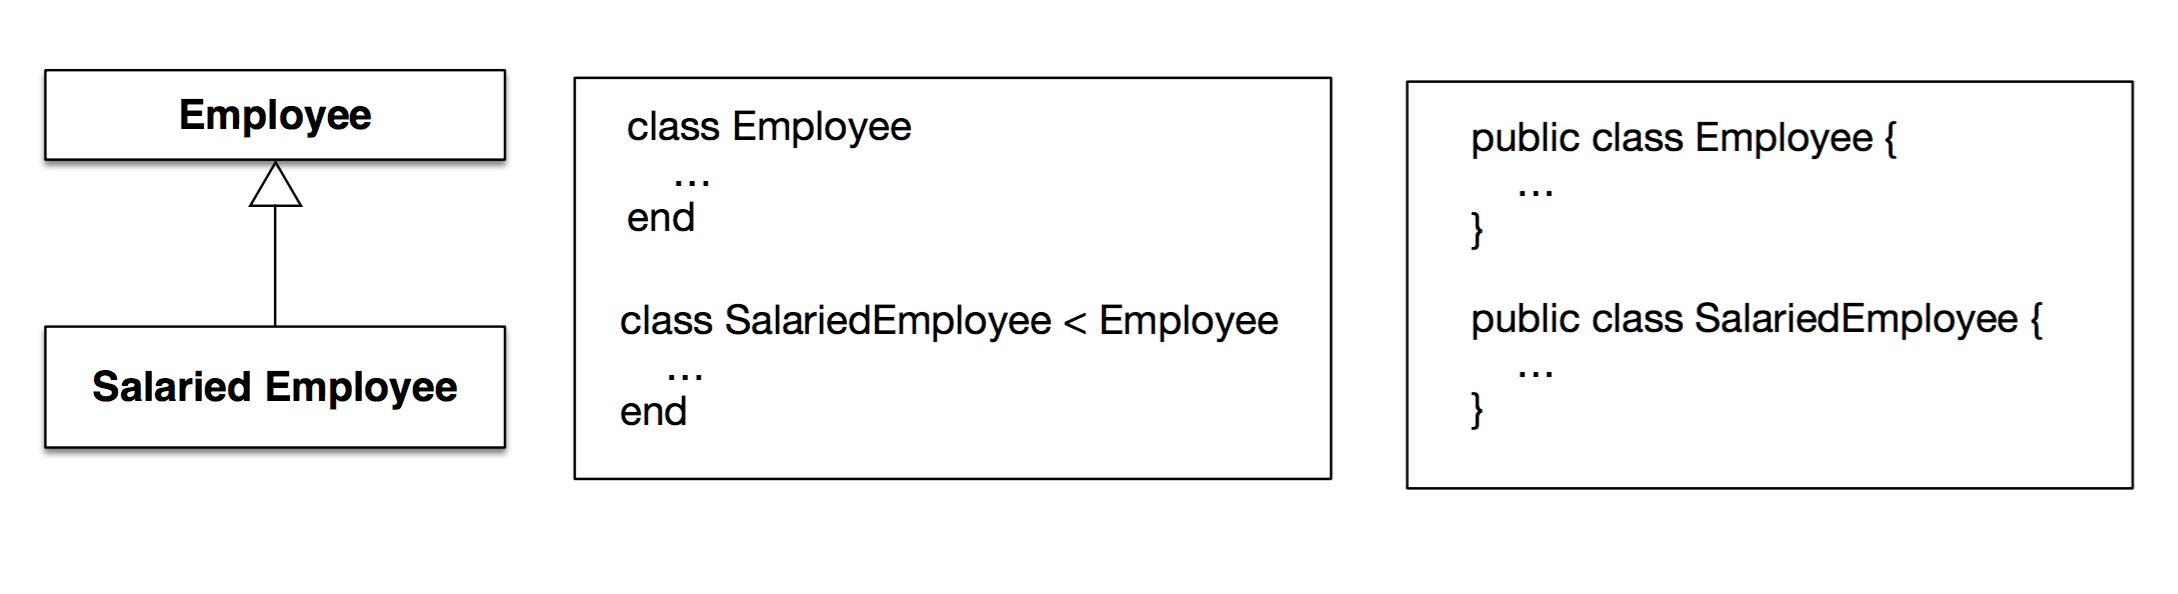 Employee
Salaried Employee
class Employee
...
end
class SalariedEmployee < Employee
...
end
public class Employee {
...
}
public class SalariedEmployee {
...
}